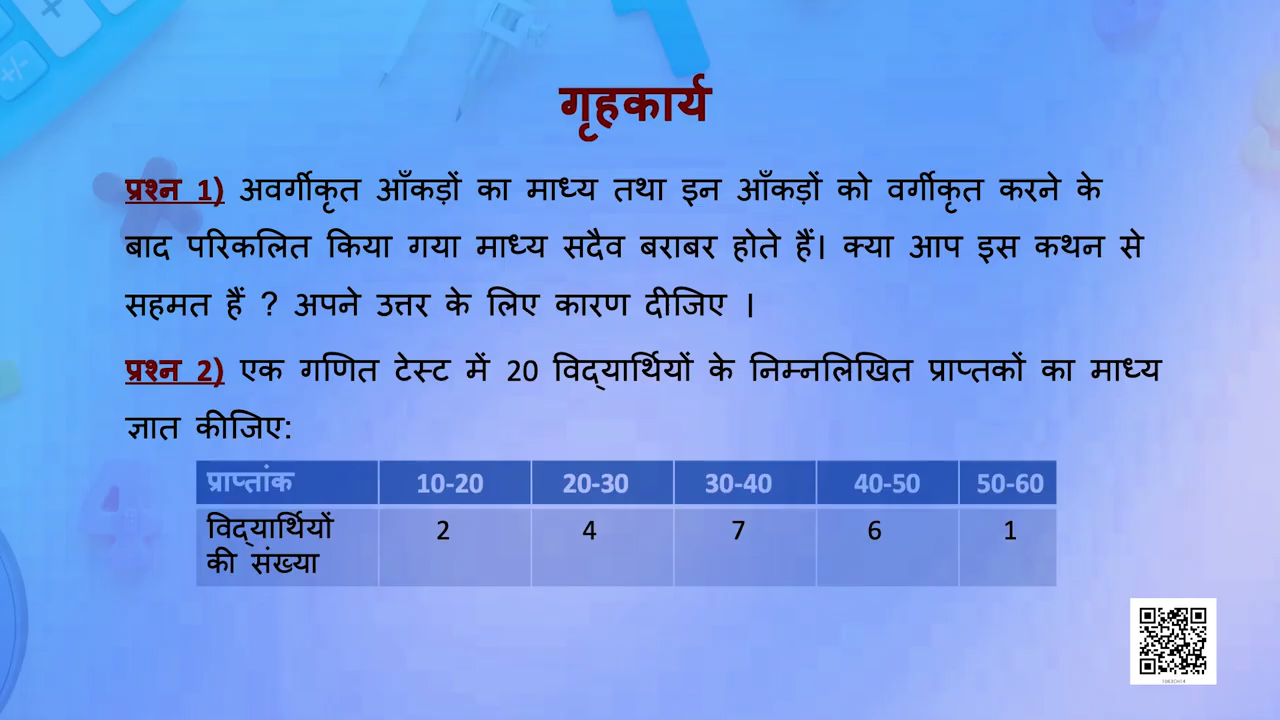 गृहकार्य
प्रश्न 1) अवर्गीकृत आँकड़ों का माध्य तथा इन आँकड़ों को वर्गीकृत करने के
बाद परिकलित किया गया माध्य सदैव बराबर होते हैं। क्या आप इस कथन से
सहमत हैं ? अपने उत्तर के लिए कारण दीजिए ।
प्रश्न 2) एक गणित टेस्ट में 20 विद्यार्थियों के निम्नलिखित प्राप्तकों का माध्य
ज्ञात कीजिए:
प्राप्तांक 10-20 20-30 30-40 40-50 50-60
विद्यार्थियों 2 4 7 6 1
की संख्या